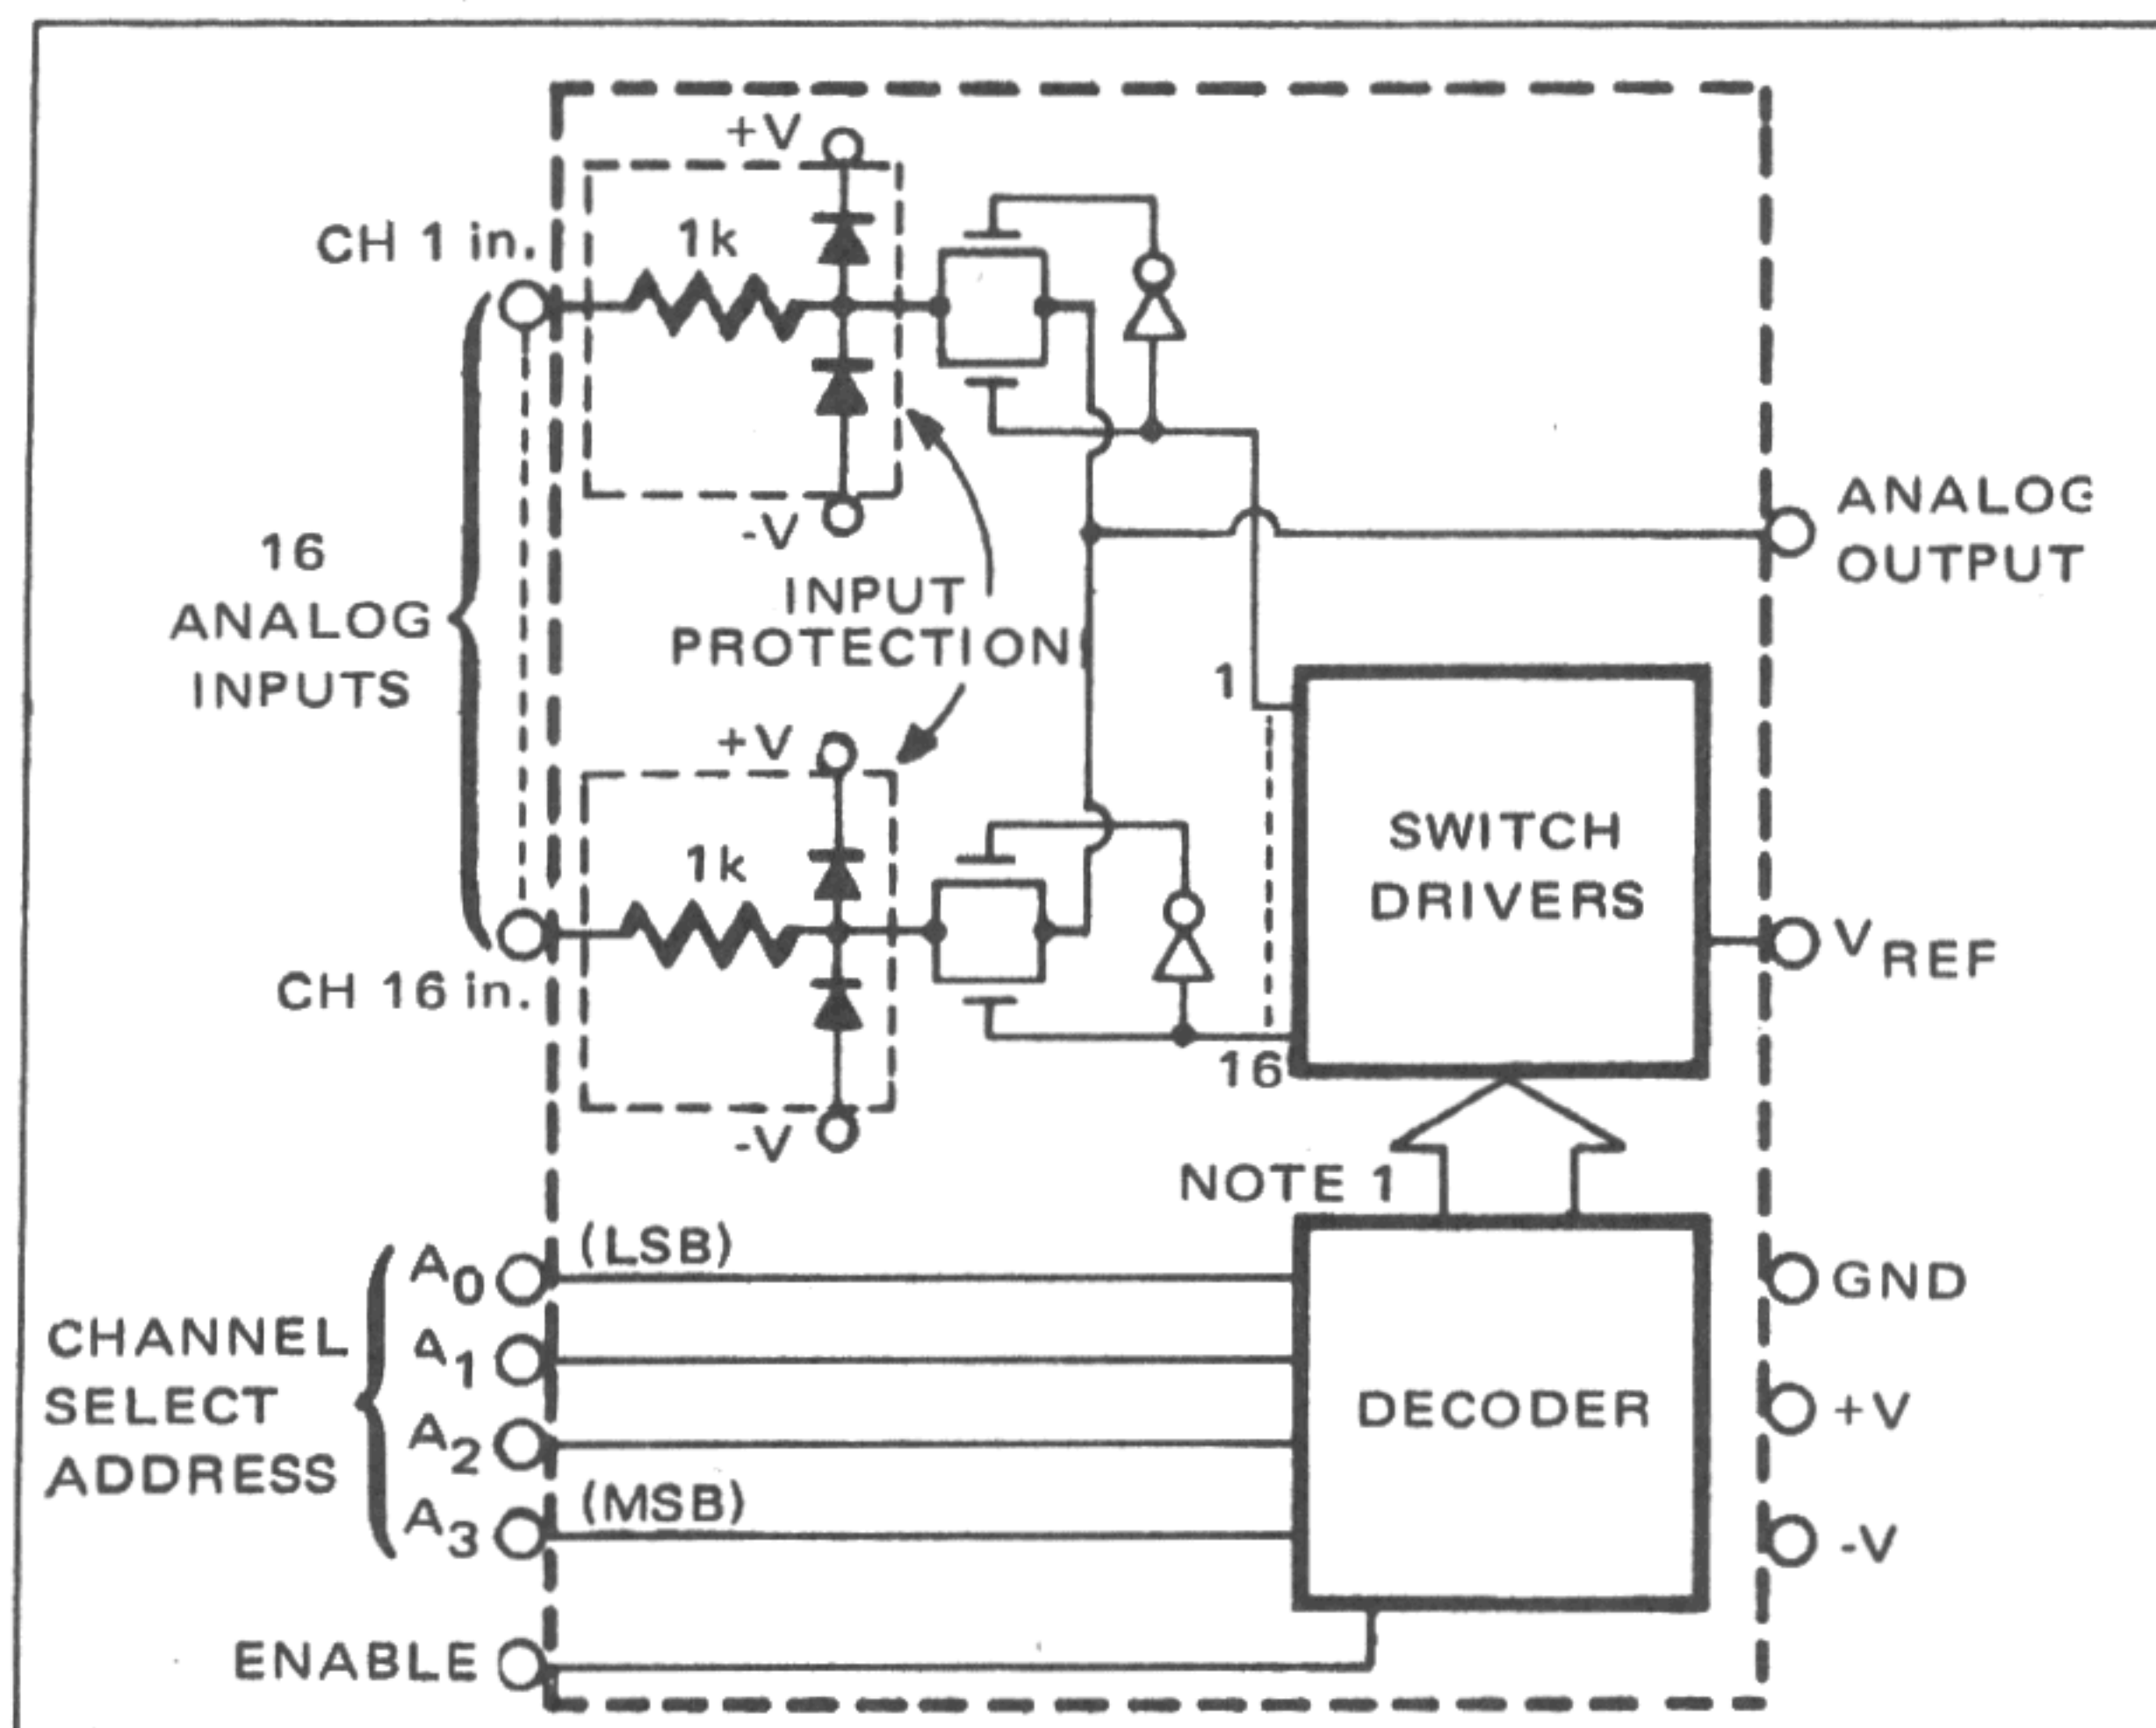 +V
CH 1 in.
1k
-V
16
ANALOG
INPUTS
INPUT
PROTECTION
ANALOG
OUTPUT
1
+V
SWITCH
DRIVERS
1k
V REF
CH 16 in.
16
-V
NOTE 1
A0
(LSB)
GND
CHANNEL
SELECT
ADDRESS
A1
DECODER
+V
A2
A3
(MSB)
-V
ENABLE